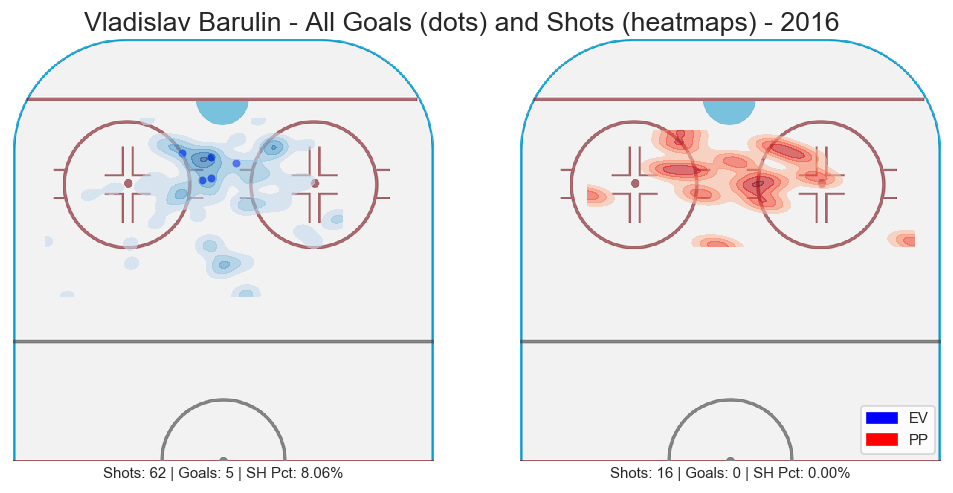 Vladislav Barulin - All Goals (dots) and Shots (heatmaps) - 2016
EV
PP
Shots: 62 | Goals: 5 | SH Pct: 8.06%
Shots: 16 | Goals: 0 | SH Pct: 0.00%